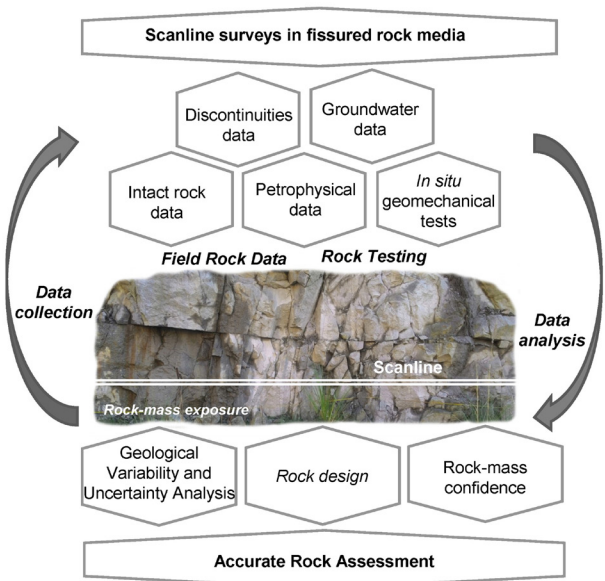 Scanline surveys in fissured rock media
Discontinuities
data
Groundwater
data
Intact rock
data
Petrophysical
data
In situ
geomechanical
tests
Field Rock Data
Rock Testing
Data
collection
Data
analysis
Scanline
Rock-mass exposure
Geological
Variability and
Uncertainty Analysis
Rock design
Rock-mass
confidence
Accurate Rock Assessment